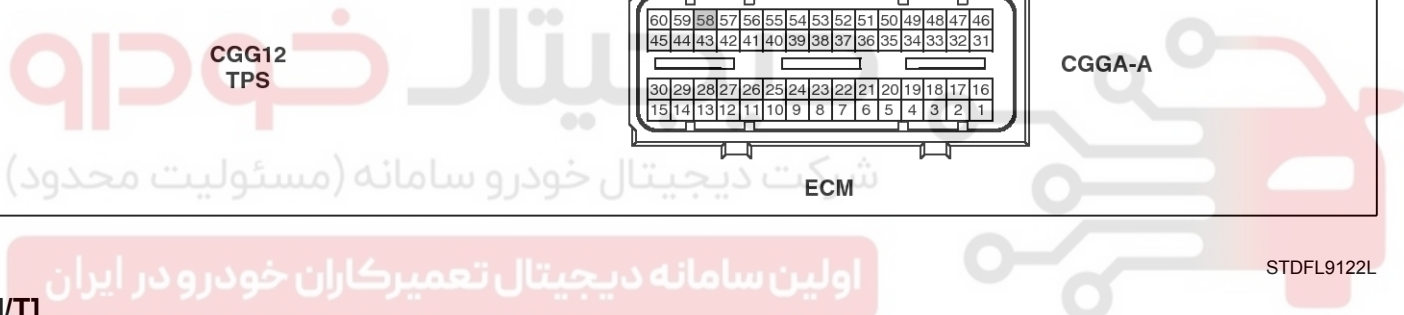 60 59 58 57 56 55 54 53 52 51 50 49 48 47 46
45 44 43 42 41 40 39 38 37 36 35 34 33 32 31
30 29 28 27 26 25 24 23 22 21 20 19 18 17 16
15 14 13 12 11 10 9 8 7 6 5 4 3 2 1
CGG12
TPS
CGGA-A
دیجیتال خودرو
شرکت دیجیتال خودرو سامانه (مسئولیت محدود)
ECM
اولین سامانه دیجیتال تعمیرکاران خودرو در ایران
STDFL9122L
/T]